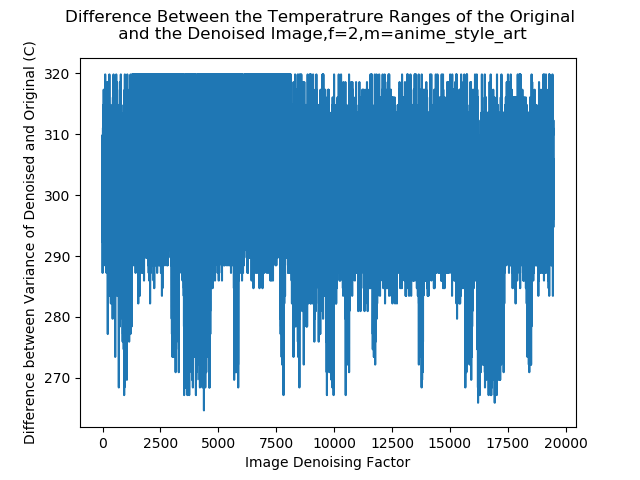 Difference Between the Temperatrure Ranges of the Original
and the Denoised Image,f=2,m=anime_style_art
Difference between Variance of Denoised and Original (C)
320
310
300
290
280
270
0 2500 5000 7500 10000 12500 15000 17500 20000
Image Denoising Factor